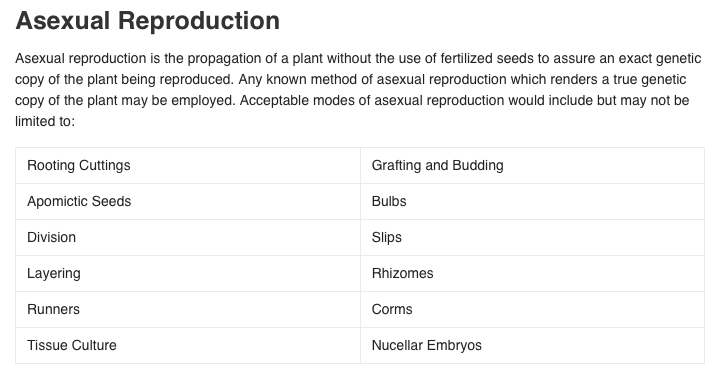 Asexual Reproduction
Asexual reproduction is the propagation of a plant without the use of fertilized seeds to assure an exact genetic
copy of the plant being reproduced. Any known method of asexual reproduction which renders a true genetic
copy of the plant may be employed. Acceptable modes of asexual reproduction would include but may not be
limited to:
Rooting Cuttings Grafting and Budding
Apomictic Seeds Bulbs
Division Slips
Layering Rhizomes
Runners Corms
Tissue Culture Nucellar Embryos